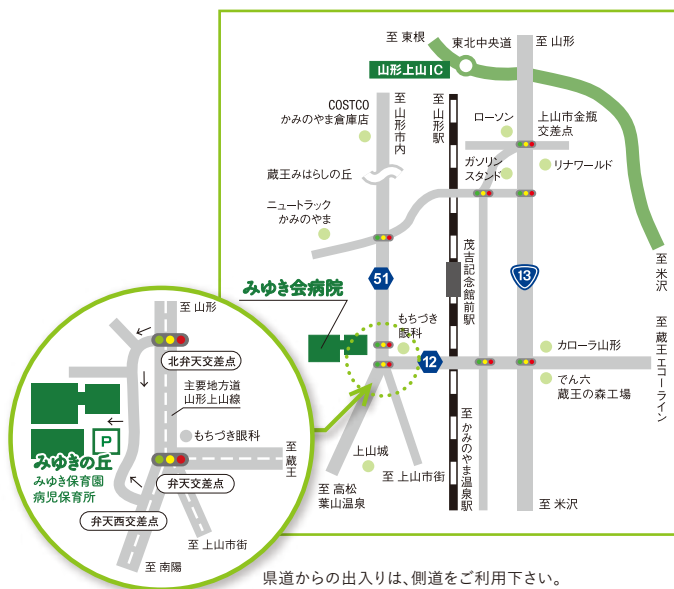 至 東根
東北中央道
至 山形
山形上山IC
COSTCO
かみのやま倉庫店
至 山形市内
至 山形駅
ローソン
上山市金瓶
交差点
ガソリン
スタンド
リナワールド
蔵王みはらしの丘
ニュートラック
かみのやま
茂吉記念館前駅
至 米沢
51
13
みゆき会病院
もちづき
眼科
12
カローラ山形
でん六
蔵王の森工場
至 蔵王エコーライン
上山城
至 高松
葉山温泉
至 上山市街
至 かみのやま温泉駅
至 米沢
至 山形
北弁天交差点
主要地方道
山形上山線
もちづき眼科
P
みゆきの丘
みゆき保育園
病児保育所
至 蔵王
弁天交差点
弁天西交差点
至 上山市街
至 南陽
県道からの出入りは、側道をご利用下さい。